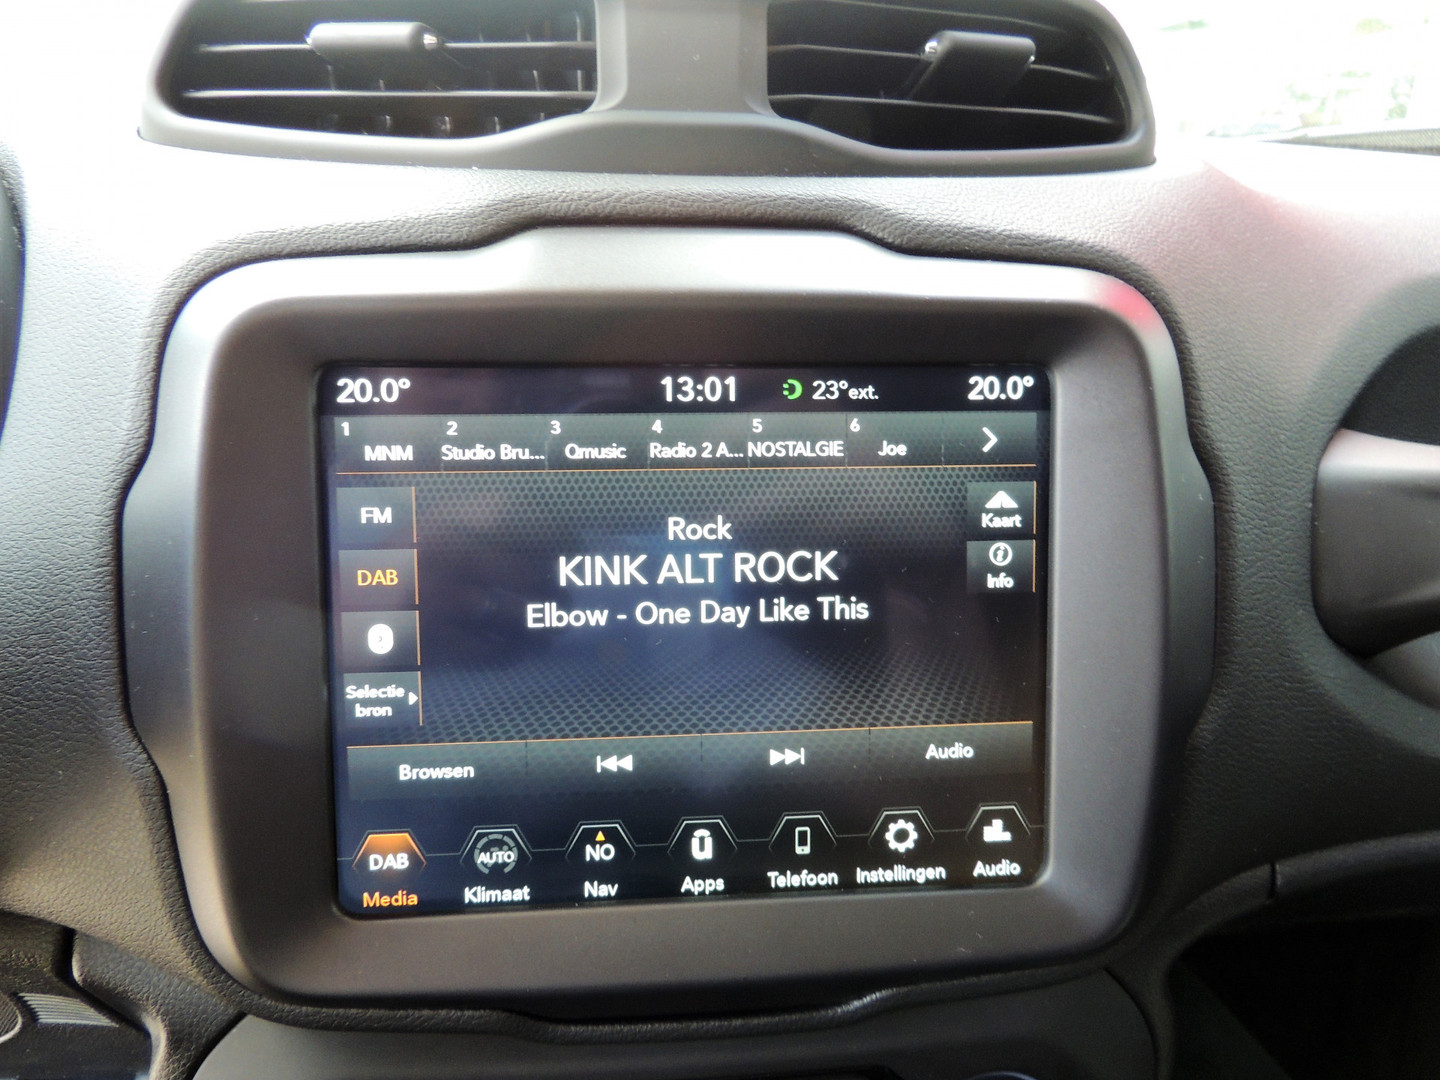 20.0° 13:01 23°ext. 20.0°
1 MNM 2 Studio Bru... 3 Qmusic 4 Radio 2 A... 5 NOSTALGIE 6 Joe
FM
DAB
Selectie
bron
Rock
KINK ALT ROCK
Elbow - One Day Like This
Kaart
Info
Browsen Audio
DAB AUTO NO
Media Klimaat Nav Apps Telefoon Instellingen Audio